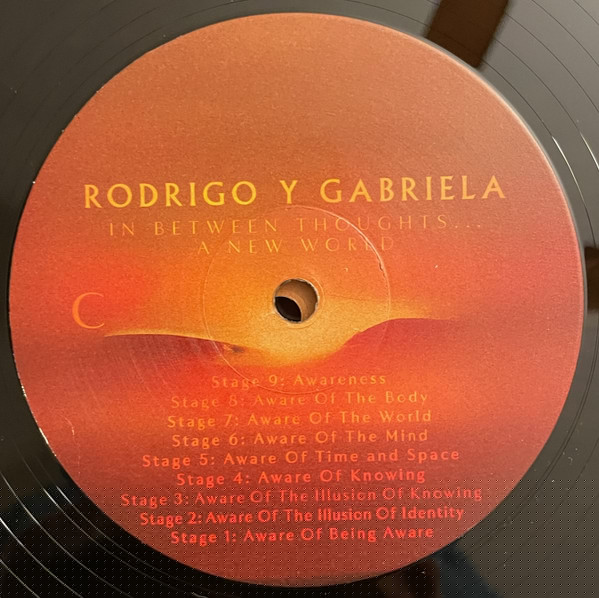 RODRIGO Y GABRIELA
IN BETWEEN THOUGHTS...
A NEW WORLD
C
Stage 9: Awareness
Stage 8: Aware Of The Body
Stage 7: Aware Of The World
Stage 6: Aware Of The Mind
Stage 5: Aware Of Time and Space
Stage 4: Aware Of Knowing
Stage 3: Aware Of The Illusion Of Knowing
Stage 2: Aware Of The Illusion Of Identity
Stage 1: Aware Of Being Aware